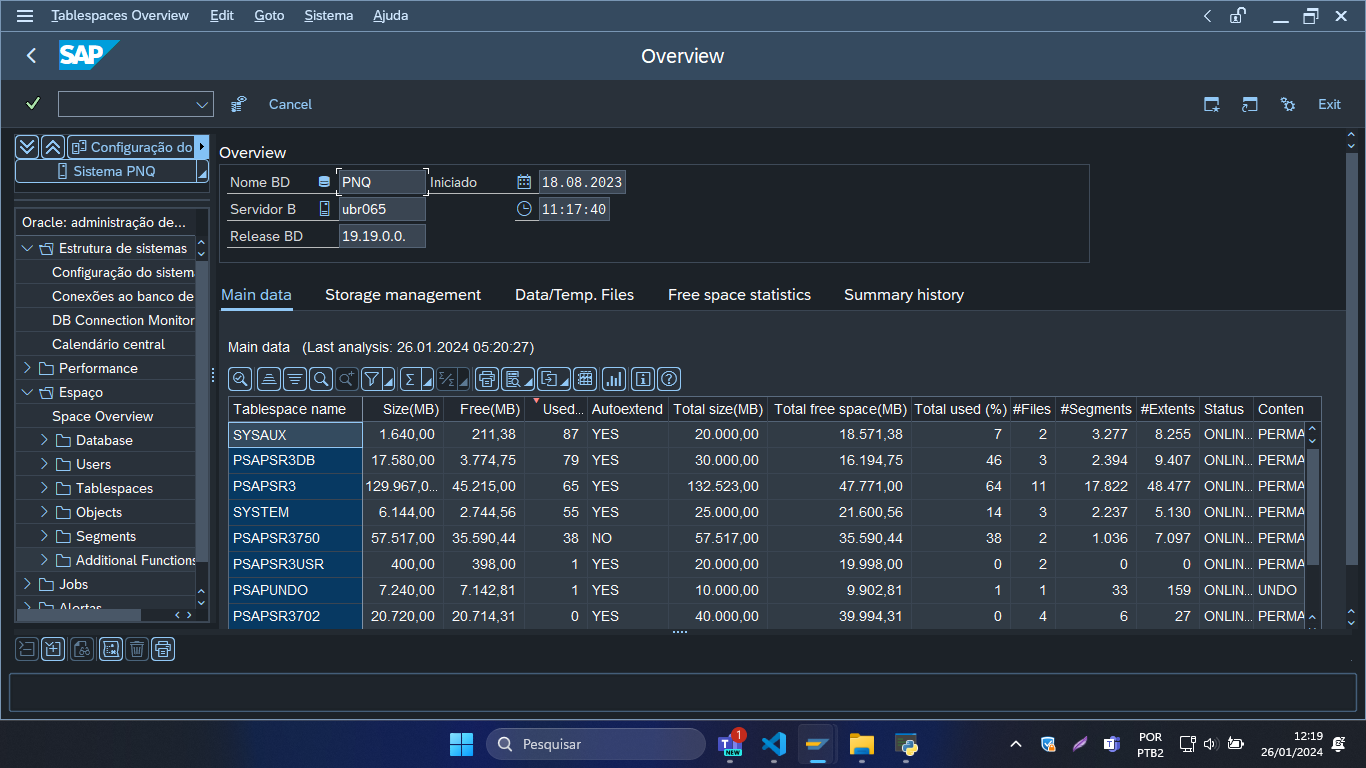 Tablespaces Overview Edit Goto Sistema Ajuda
SAP Overview
Cancel Exit
Configuração do
Sistema PNQ
Oracle: administração de...
Estrutura de sistemas
Configuração do sistem
Conexões ao banco de
DB Connection Monitor
Calendário central
Performance
Espaço
Space Overview
Database
Users
Tablespaces
Objects
Segments
Additional Functions
Jobs
Alertas
Overview
Nome BD PNQ Iniciado 18.08.2023
Servidor B ubr065 11:17:40
Release BD 19.19.0.0.
Main data Storage management Data/Temp. Files Free space statistics Summary history
Main data (Last analysis: 26.01.2024 05:20:27)
Tablespace name Size(MB) Free(MB) Used... Autoextend Total size(MB) Total free space(MB) Total used (%) #Files #Segments #Extents Status Conten
SYSAUX 1.640,00 211,38 87 YES 20.000,00 18.571,38 7 2 3.277 8.255 ONLIN... PERMA
PSAPSR3DB 17.580,00 3.774,75 79 YES 30.000,00 16.194,75 46 3 2.394 9.407 ONLIN... PERMA
PSAPSR3 129.967,0... 45.215,00 65 YES 132.523,00 47.771,00 64 11 17.822 48.477 ONLIN... PERMA
SYSTEM 6.144,00 2.744,56 55 YES 25.000,00 21.600,56 14 3 2.237 5.130 ONLIN... PERMA
PSAPSR3750 57.517,00 35.590,44 38 NO 57.517,00 35.590,44 38 2 1.036 7.097 ONLIN... PERMA
PSAPSR3USR 400,00 398,00 1 YES 20.000,00 19.998,00 0 2 0 0 ONLIN... PERMA
PSAPUNDO 7.240,00 7.142,81 1 YES 10.000,00 9.902,81 1 1 33 159 ONLIN... UNDO
PSAPSR3702 20.720,00 20.714,31 0 YES 40.000,00 39.994,31 0 4 6 27 ONLIN... PERMA
Pesquisar 1 NEW POR 12:19
PTB2 26/01/2024